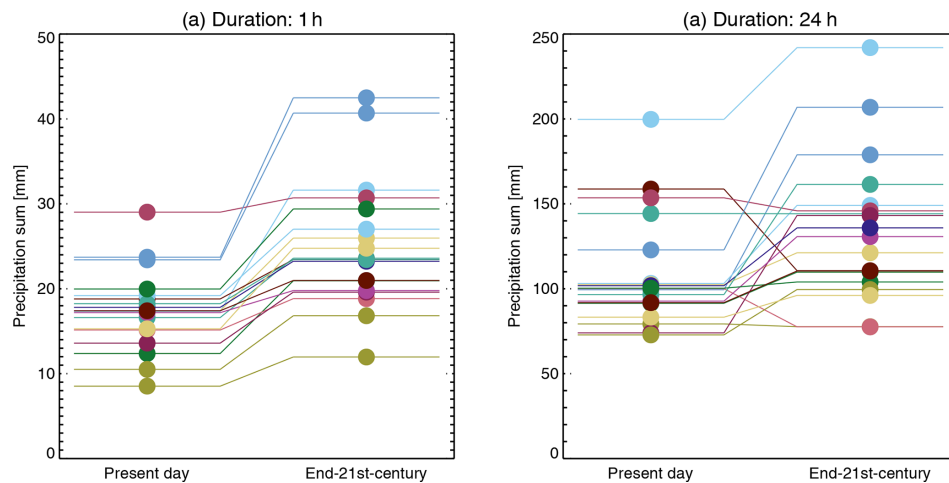 (a) Duration: 1 h
50
40
30
20
10
0
Precipitation sum [mm]
Present day
End-21st-century
(a) Duration: 24 h
250
200
150
100
50
0
Precipitation sum [mm]
Present day
End-21st-century